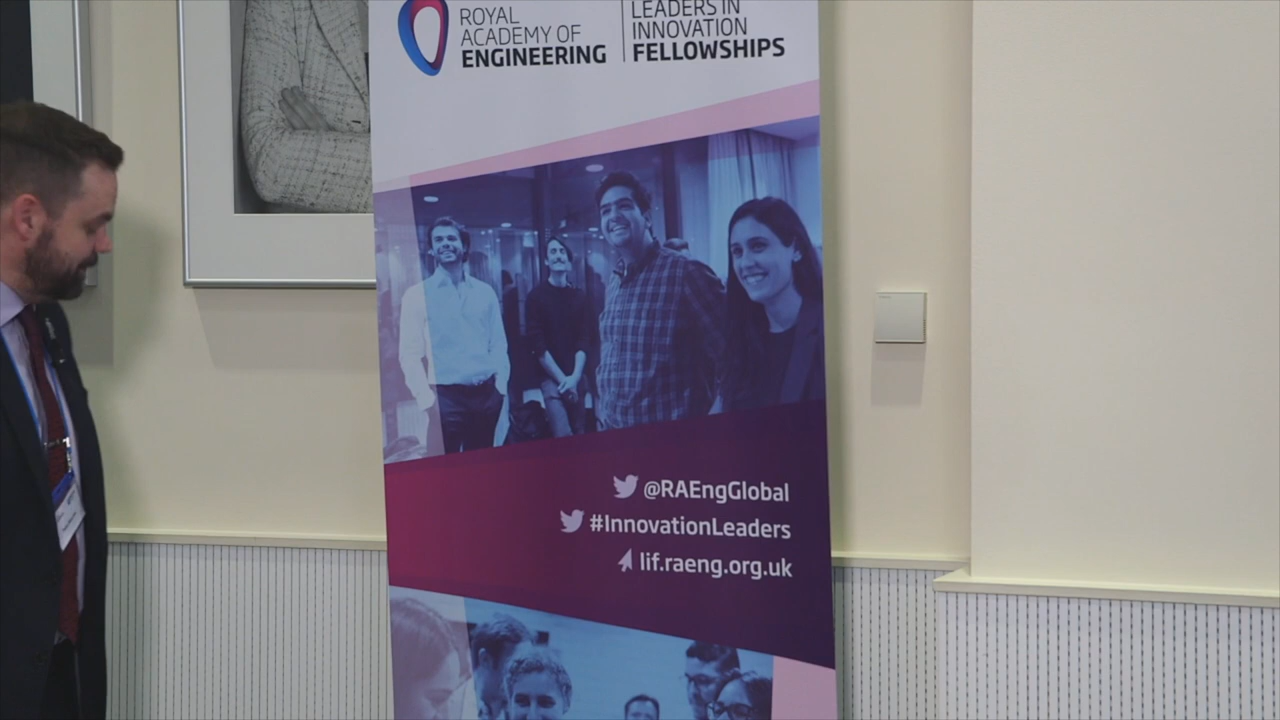 ROYAL
ACADEMY OF
ENGINEERING
LEADERS IN
INNOVATION
FELLOWSHIPS
@RAEngGlobal
#InnovationLeaders
lif.raeng.org.uk